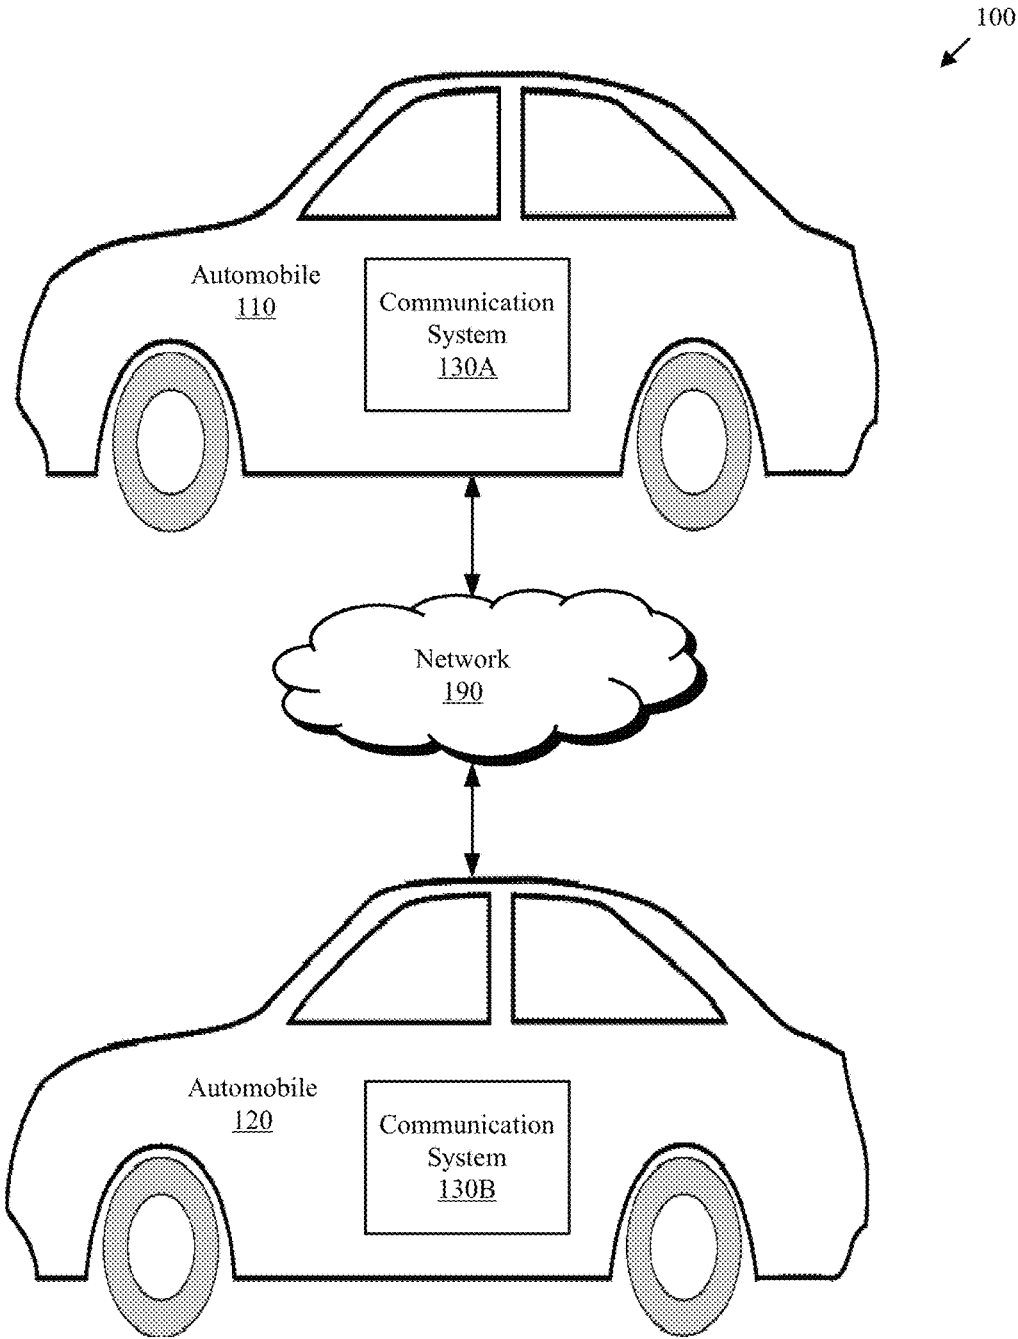 100
Automobile
110
Communication
System
130A
Network
190
Automobile
120
Communication
System
130B